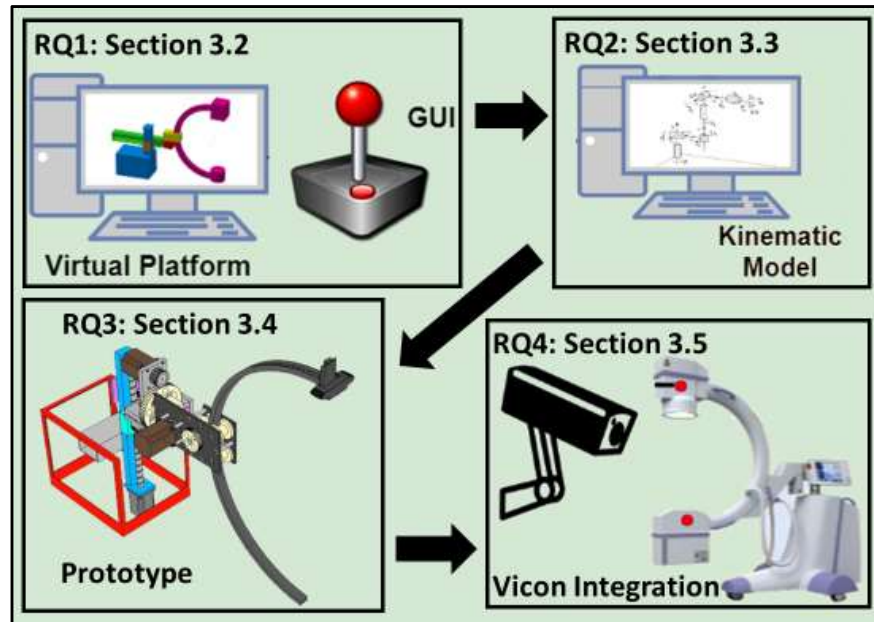 RQ1: Section 3.2
GUI
Virtual Platform
RQ2: Section 3.3
Kinematic
Model
RQ3: Section 3.4
Prototype
RQ4: Section 3.5
Vicon Integration